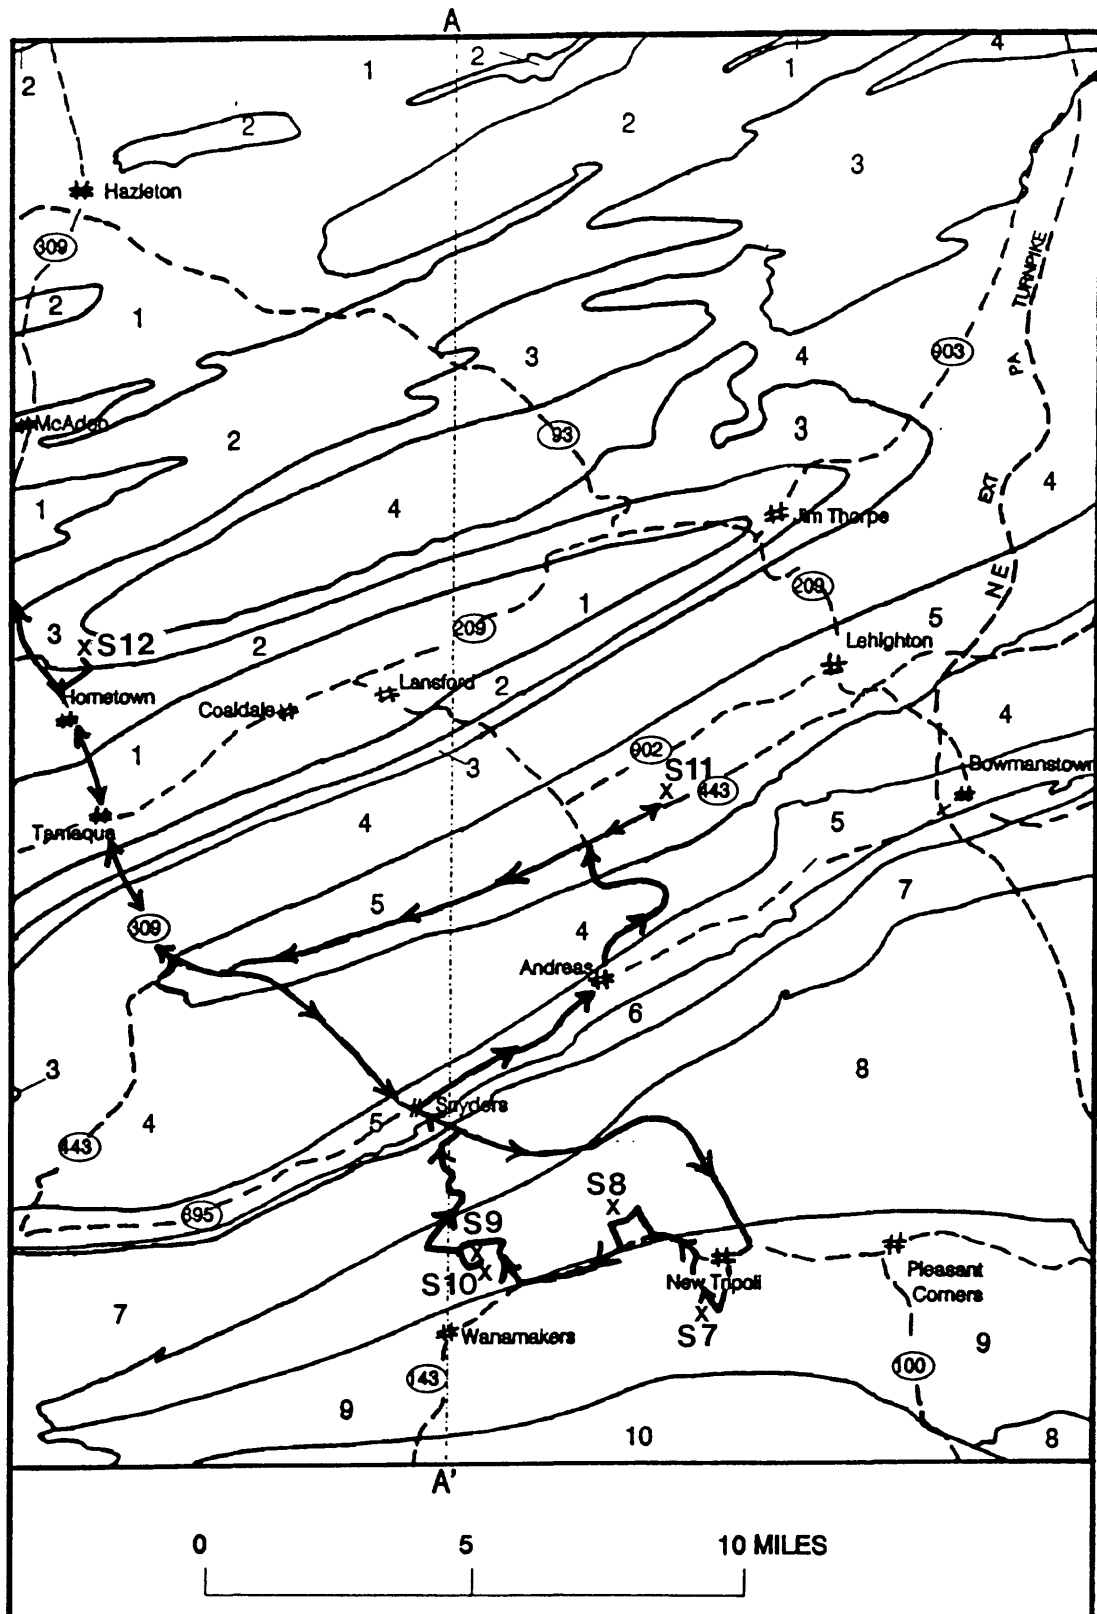 A
2
1
2
1
4
2
2
3
Hazleton
309
2
1
3
4
903
PA TURNPIKE
McAdoo
2
93
3
1
4
NE EXT
4
Jim Thorpe
209
1
5
3
S12
2
209
Lehighton
Hometown
Lansford
2
Coaldale
4
1
902
S11
443
Bowmanstown
3
Tamaqua
4
5
7
5
309
4
Andreas
6
3
8
Snyders
4
5
443
895
S8
S9
S10
New Tripoli
Pleasant
Corners
7
Wanamakers
S7
9
143
100
9
10
8
A'
0 5 10 MILES